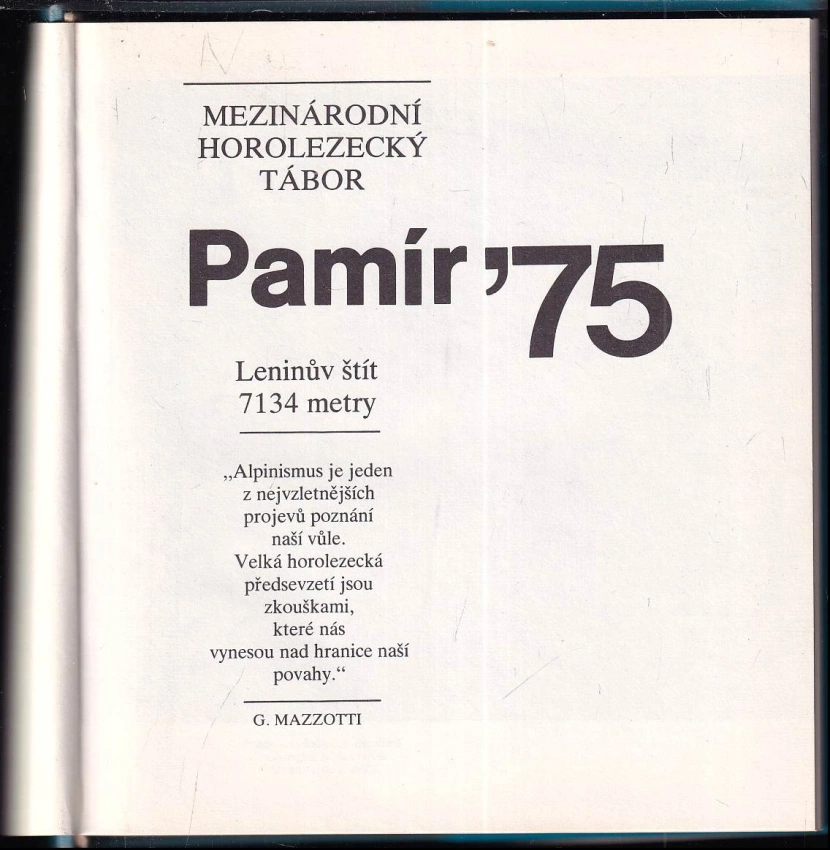 MEZINÁRODNÍ
HOROLEZECKÝ
TÁBOR
Pamír ’75
Leninův štít
7134 metry
„Alpinismus je jeden
z nejvzletnějších
projevů poznání
naší vůle.
Velká horolezecká
předsevzetí jsou
zkouškami,
které nás
vynesou nad hranice naší
povahy.“
G. MAZZOTTI